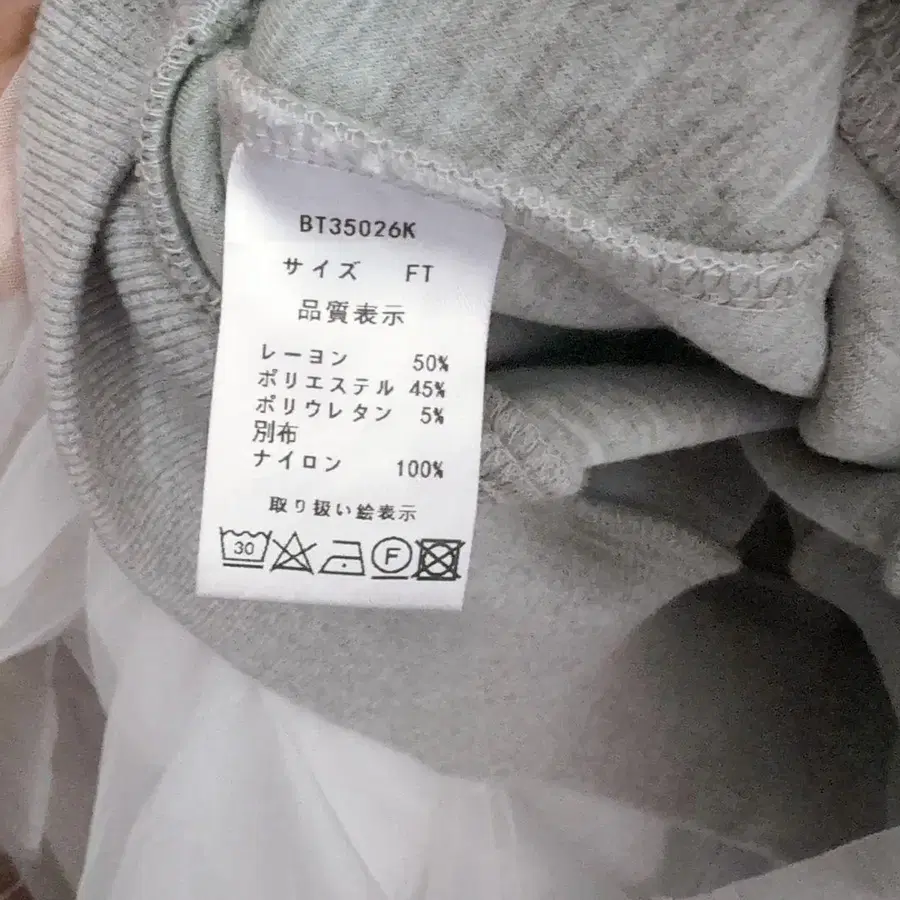 BT35026K
サイズ FT
品質表示
レーヨン 50%
ポリエステル 45%
ポリウレタン 5%
別布
ナイロン 100%
取り扱い絵表示
30 F